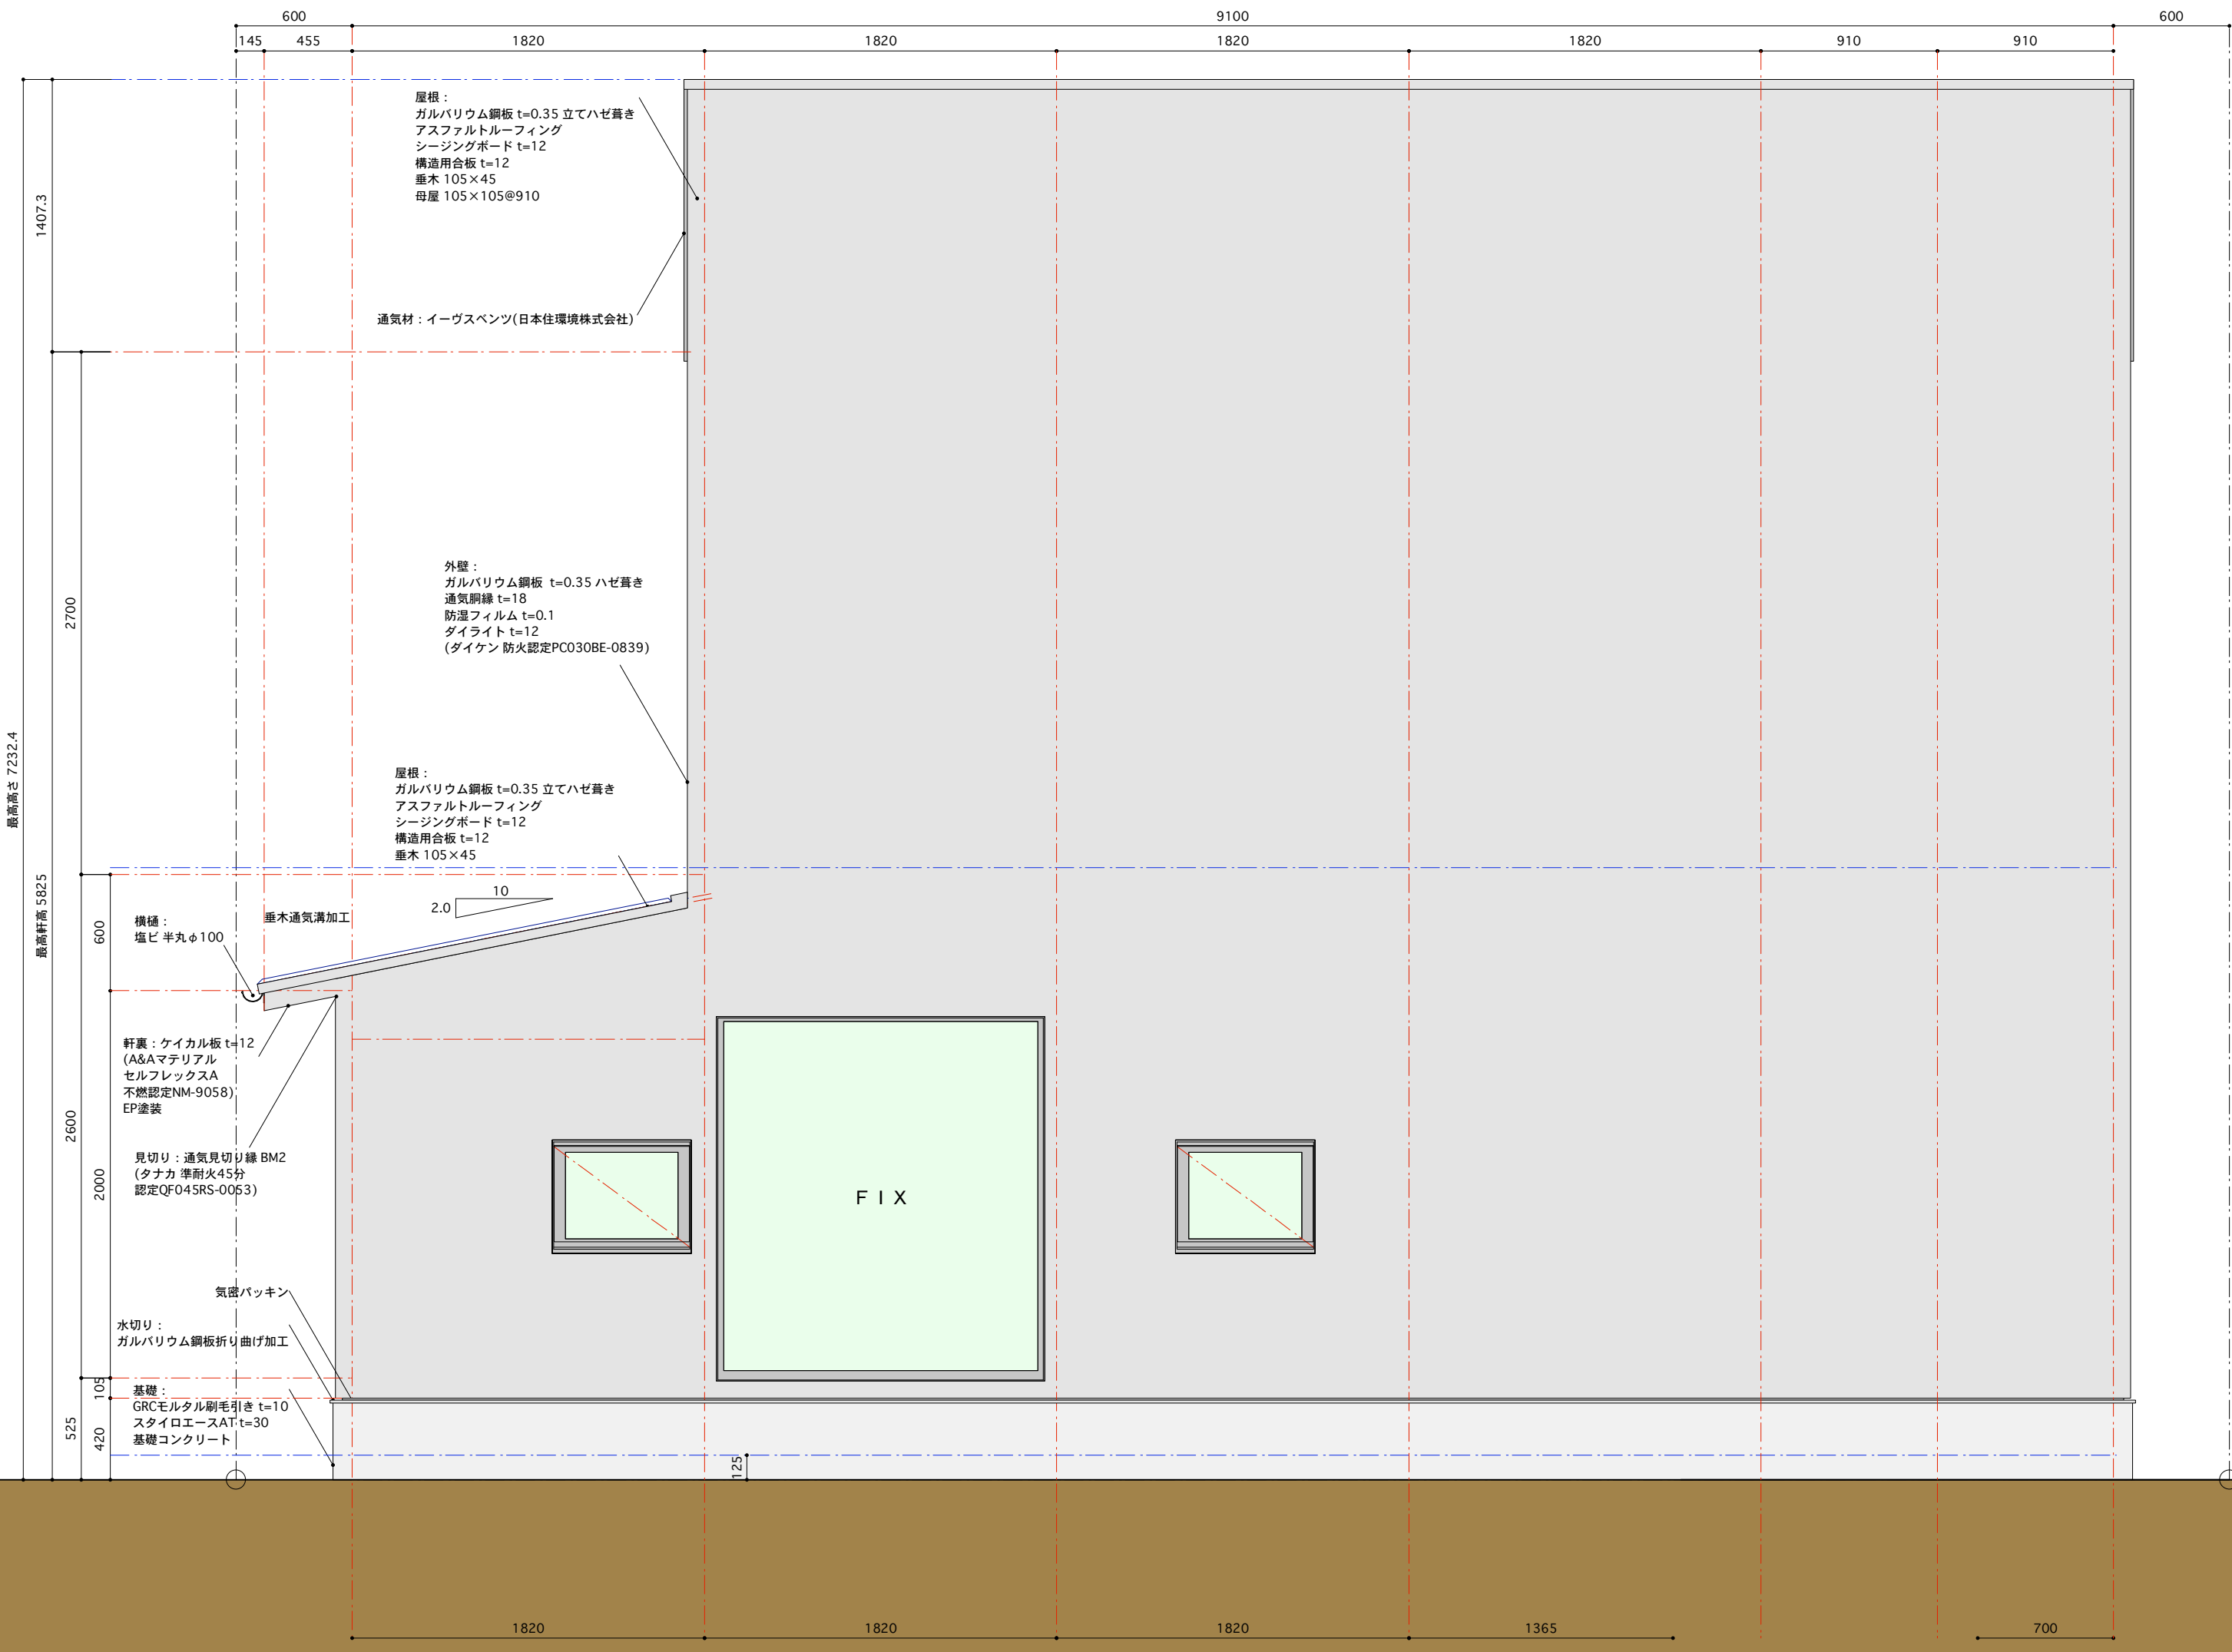 600
9100
600
145
455
1820
1820
1820
1820
910
910
屋根：
ガルバリウム鋼板 t=0.35 立てハゼ葺き
アスファルトルーフィング
シージングボード t=12
構造用合板 t=12
垂木 105×45
母屋 105×105@910
1407.3
通気材：イーヴスベンツ(日本住環境株式会社)
外壁：
ガルバリウム鋼板 t=0.35 ハゼ葺き
通気胴縁 t=18
防湿フィルム t=0.1
ダイライト t=12
(ダイケン 防火認定PC030BE-0839)
2700
最高高さ 7232.4
屋根：
ガルバリウム鋼板 t=0.35 立てハゼ葺き
アスファルトルーフィング
シージングボード t=12
構造用合板 t=12
垂木 105×45
最高軒高 5825
10
2.0
垂木通気溝加工
横樋：
塩ビ 半丸φ100
600
軒裏：ケイカル板 t=12
(A&Aマテリアル
セルフレックスA
不燃認定NM-9058)
EP塗装
2600
見切り：通気見切り縁 BM2
(タナカ 準耐火45分
認定QF045RS-0053)
2000
ＦＩＸ
気密パッキン
水切り：
ガルバリウム鋼板折り曲げ加工
105
基礎：
GRCモルタル刷毛引き t=10
スタイロエースAT t=30
基礎コンクリート
525
420
125
1820
1820
1820
1365
700